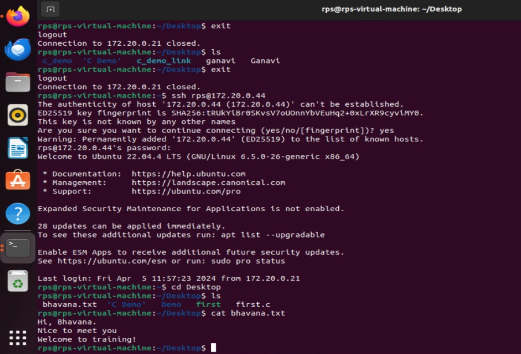 rps@rps-virtual-machine: ~/Desktop
rps@rps-virtual-machine:~/Desktop$ exit
logout
Connection to 172.20.0.21 closed.
rps@rps-virtual-machine:~/Desktop$ ls
c_demo 'C Demo' c_demo_link ganavi Ganavi
rps@rps-virtual-machine:~/Desktop$ exit
logout
Connection to 172.20.0.21 closed.
rps@rps-virtual-machine:~/Desktop$ ssh rps@172.20.0.44
The authenticity of host '172.20.0.44 (172.20.0.44)' can't be established.
ED25519 key fingerprint is
This key is not known by any other names
Are you sure you want to continue connecting (yes/no/[fingerprint])? yes
Warning: Permanently added '172.20.0.44' (ED25519) to the list of known hosts.
rps@172.20.0.44's password:
Welcome to Ubuntu 22.04.4 LTS (GNU/Linux 6.5.0-26-generic x86_64)
* Documentation: https://help.ubuntu.com
* Management: https://landscape.canonical.com
* Support: https://ubuntu.com/pro
Expanded Security Maintenance for Applications is not enabled.
28 updates can be applied immediately.
To see these additional updates run: apt list --upgradable
Enable ESM Apps to receive additional future security updates.
See https://ubuntu.com/esm or run: sudo pro status
Last login: Fri Apr 5 11:57:23 2024 from 172.20.0.21
rps@rps-virtual-machine:~$ cd Desktop
rps@rps-virtual-machine:~/Desktop$ ls
bhavana.txt 'C Demo' Demo first first.c
rps@rps-virtual-machine:~/Desktop$ cat bhavana.txt
Hi, Bhavana.
Nice to meet you
Welcome to training!
rps@rps-virtual-machine:~/Desktop$